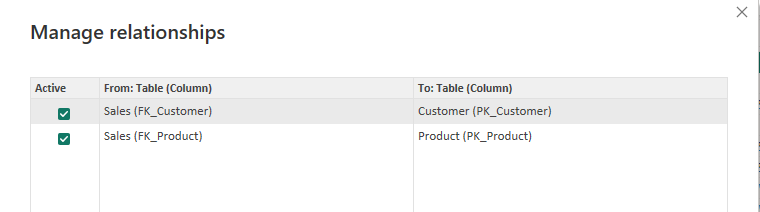 Manage relationships
Active From: Table (Column) To: Table (Column)
Sales (FK_Customer) Customer (PK_Customer)
Sales (FK_Product) Product (PK_Product)